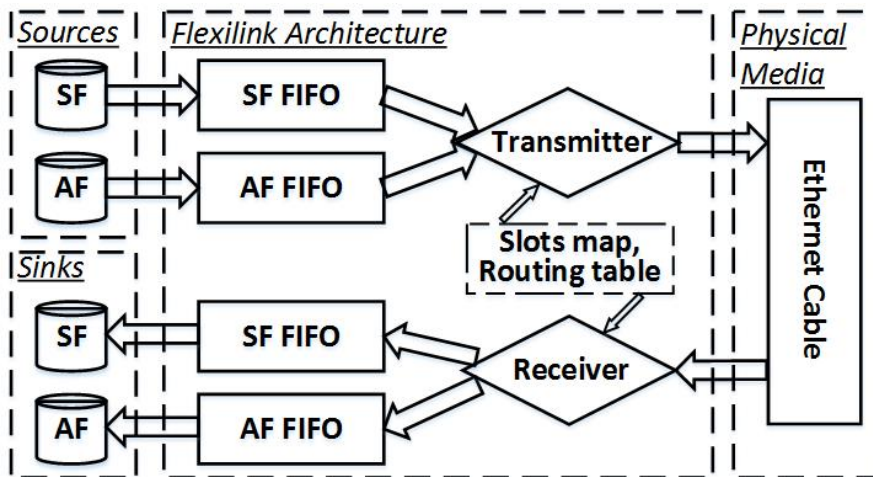 Sources
Flexilink Architecture
Physical
Media
SF
SF FIFO
Transmitter
AF
AF FIFO
Ethernet Cable
Slots map,
Routing table
Sinks
SF
SF FIFO
Receiver
AF
AF FIFO